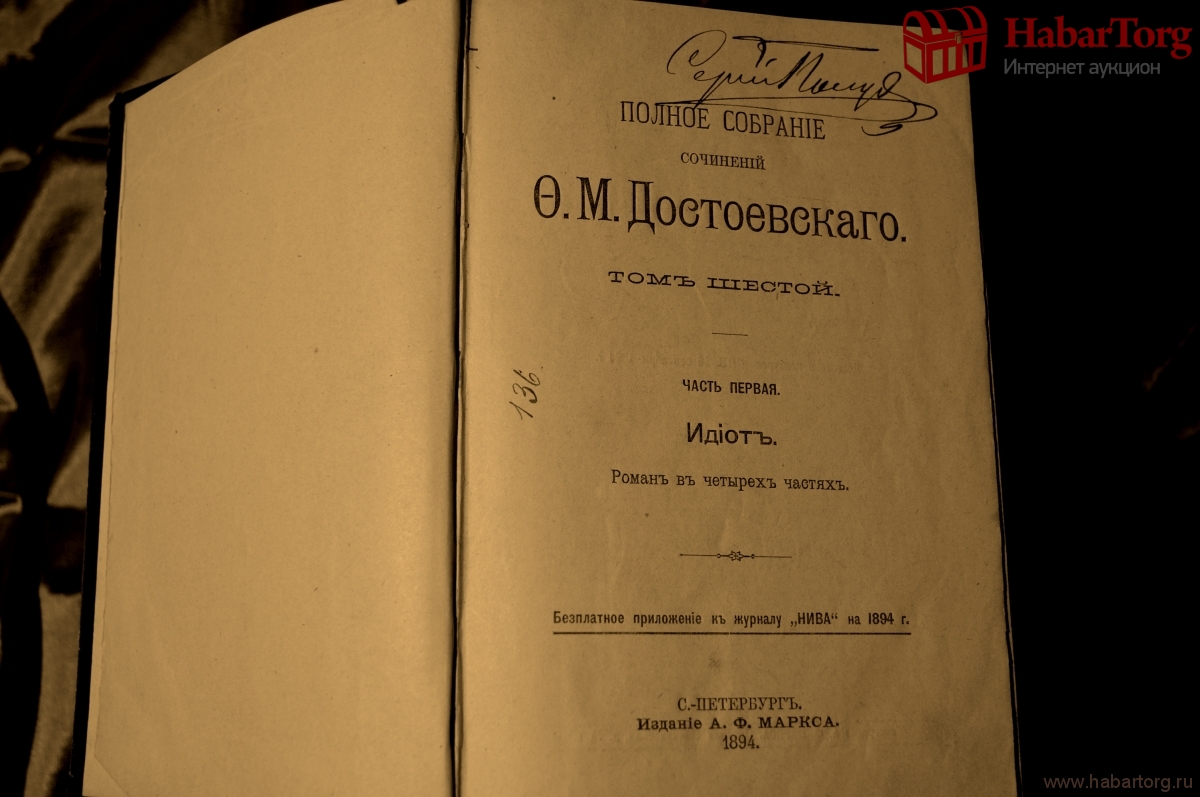 HabarTorg
Интернет аукцион
ПОЛНОЕ СОБРАНІЕ
СОЧИНЕНІЙ
Ѳ. М. Достоевскаго.
ТОМЪ ШЕСТОЙ.
136.
ЧАСТЬ ПЕРВАЯ.
Идіотъ.
Романъ въ четырехъ частяхъ.
Безплатное приложеніе къ журналу „НИВА“ на 1894 г.
С.-ПЕТЕРБУРГЪ.
Изданіе А. Ф. МАРКСА.
1894.
www.habartorg.ru